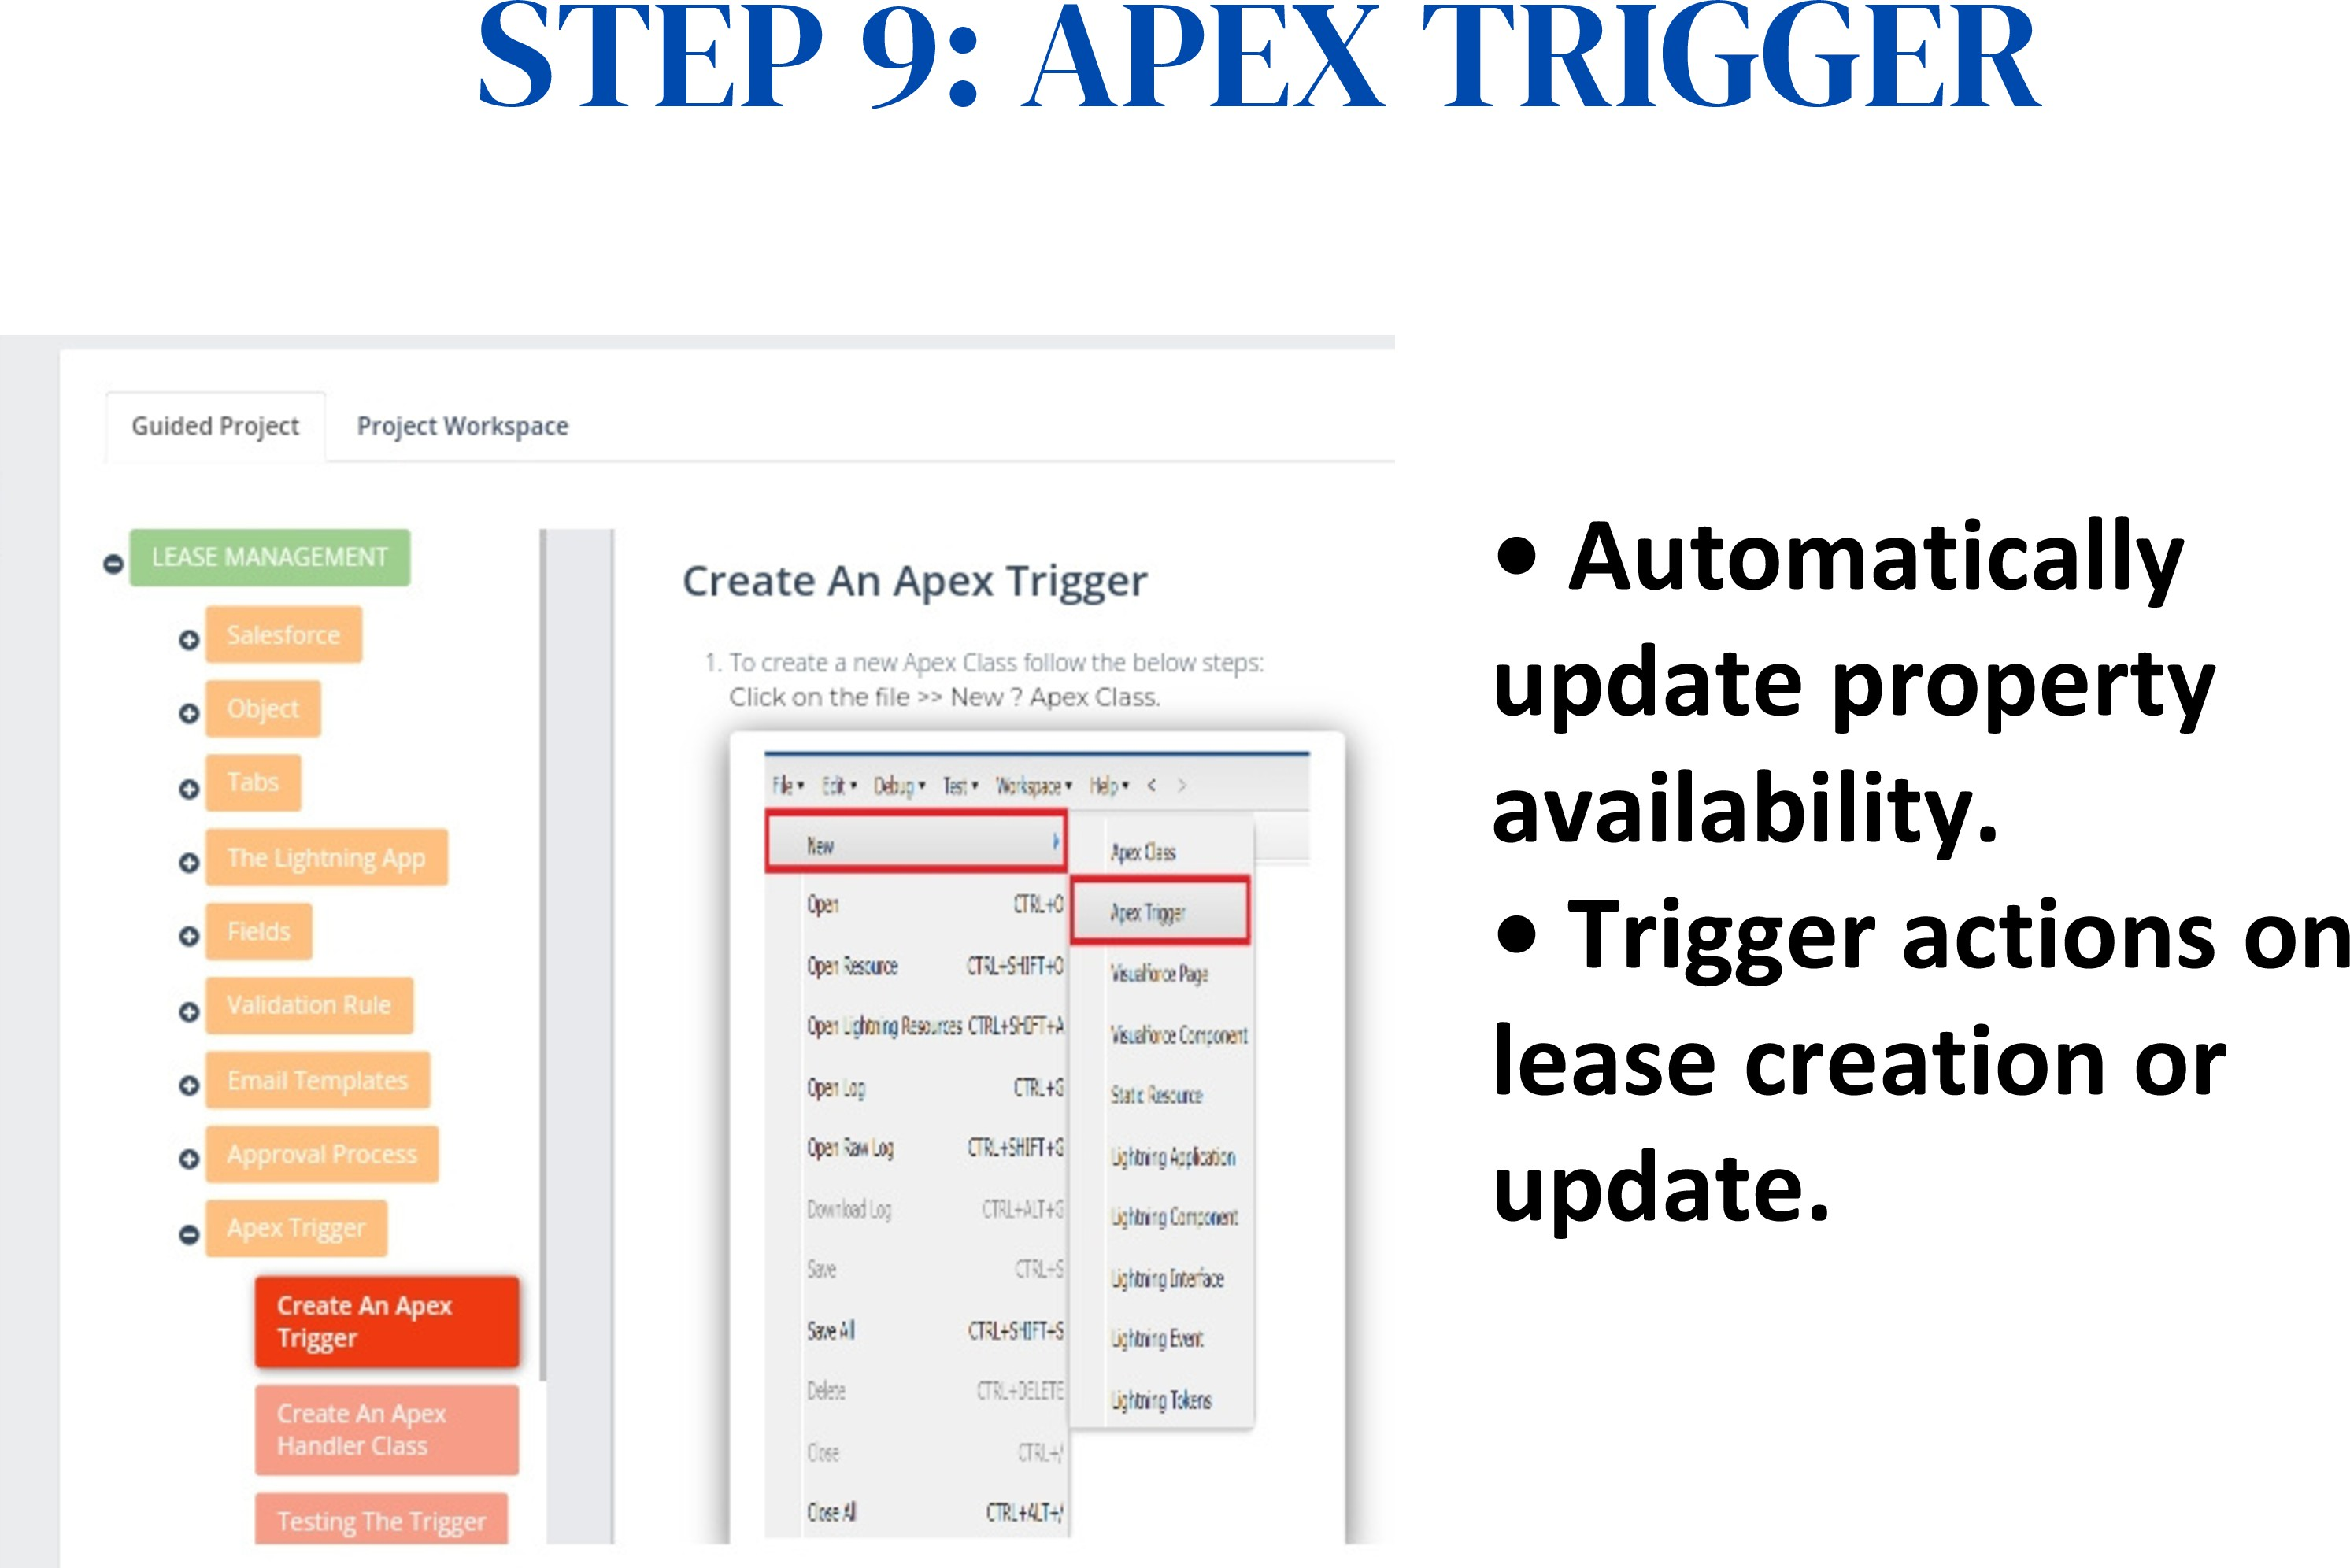 STEP 9: APEX TRIGGER
Guided Project
Project Workspace
LEASE MANAGEMENT
Salesforce
Object
Tabs
The Lightning App
Fields
Validation Rule
Email Templates
Approval Process
Apex Trigger
Create An Apex
Trigger
Create An Apex
Handler Class
Testing The Trigger
Create An Apex Trigger
1. To create a new Apex Class follow the below steps:
Click on the file >> New ? Apex Class.
File ▾ Edit ▾ Debug ▾ Test ▾ Workspace ▾ Help ▾ < >
New
Open CTRL+O
Open Resource CTRL+SHIFT+O
Open Lightning Resources CTRL+SHIFT+A
Open Log CTRL+G
Open Raw Log CTRL+SHIFT+G
Download Log CTRL+ALT+G
Save CTRL+S
Save All CTRL+SHIFT+S
Delete CTRL+DELETE
Close CTRL+/
Close All CTRL+ALT+/
Apex Class
Apex Trigger
Visualforce Page
Visualforce Component
Static Resource
Lightning Application
Lightning Component
Lightning Interface
Lightning Event
Lightning Tokens
• Automatically
update property
availability.
• Trigger actions on
lease creation or
update.